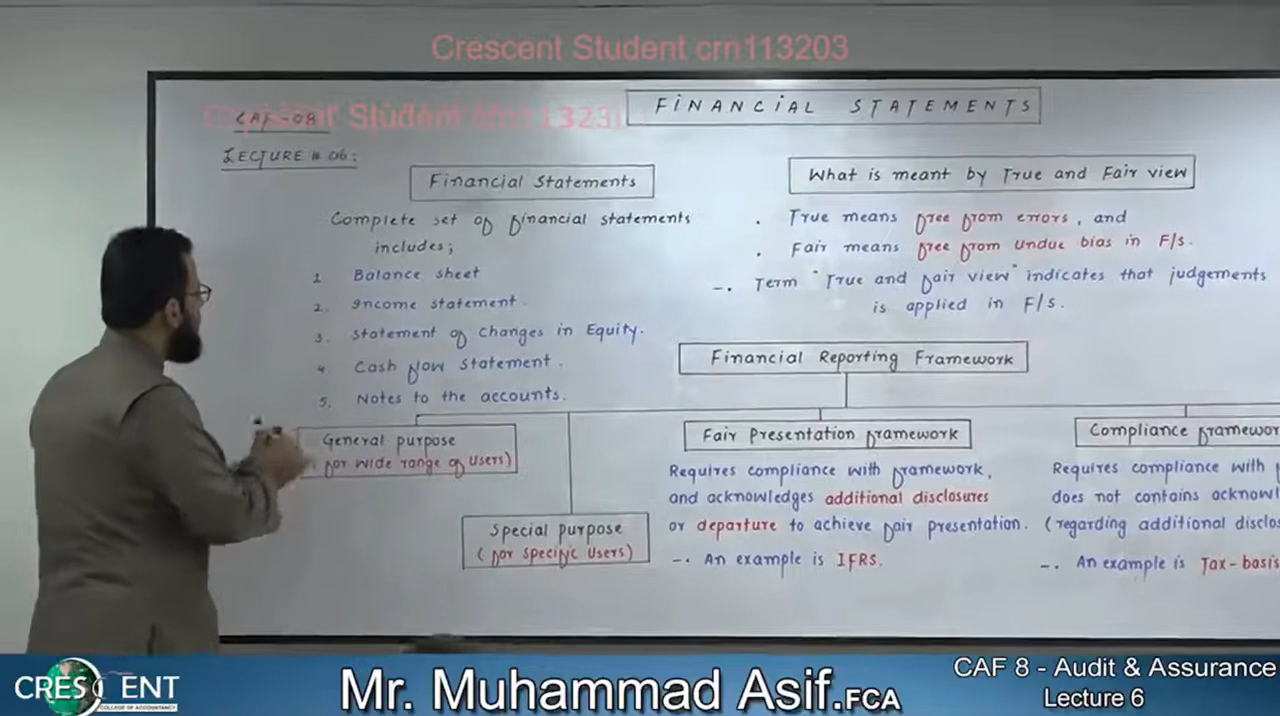 Crescent Student crn113203
FINANCIAL STATEMENTS
CAF 08
LECTURE # 06:
Financial Statements
Complete set of financial statements
includes;
1. Balance sheet
2. Income statement.
3. Statement of Changes in Equity.
4. Cash flow statement.
5. Notes to the accounts.
What is meant by True and Fair view
. True means free from errors, and
. Fair means free from undue bias in F/s.
-. Term "True and fair view" indicates that judgements
is applied in F/s.
Financial Reporting Framework
General purpose
for wide range of users)
Special purpose
(for specific users)
Fair Presentation framework
Requires compliance with framework,
and acknowledges additional disclosures
or departure to achieve fair presentation.
-. An example is IFRS.
Compliance framewor
Requires compliance with
does not contains acknowl
(regarding additional disclos
-. An example is Tax-basis
CRESCENT
COLLEGE OF ACCOUNTANCY
Mr. Muhammad Asif.FCA
CAF 8 - Audit & Assurance
Lecture 6